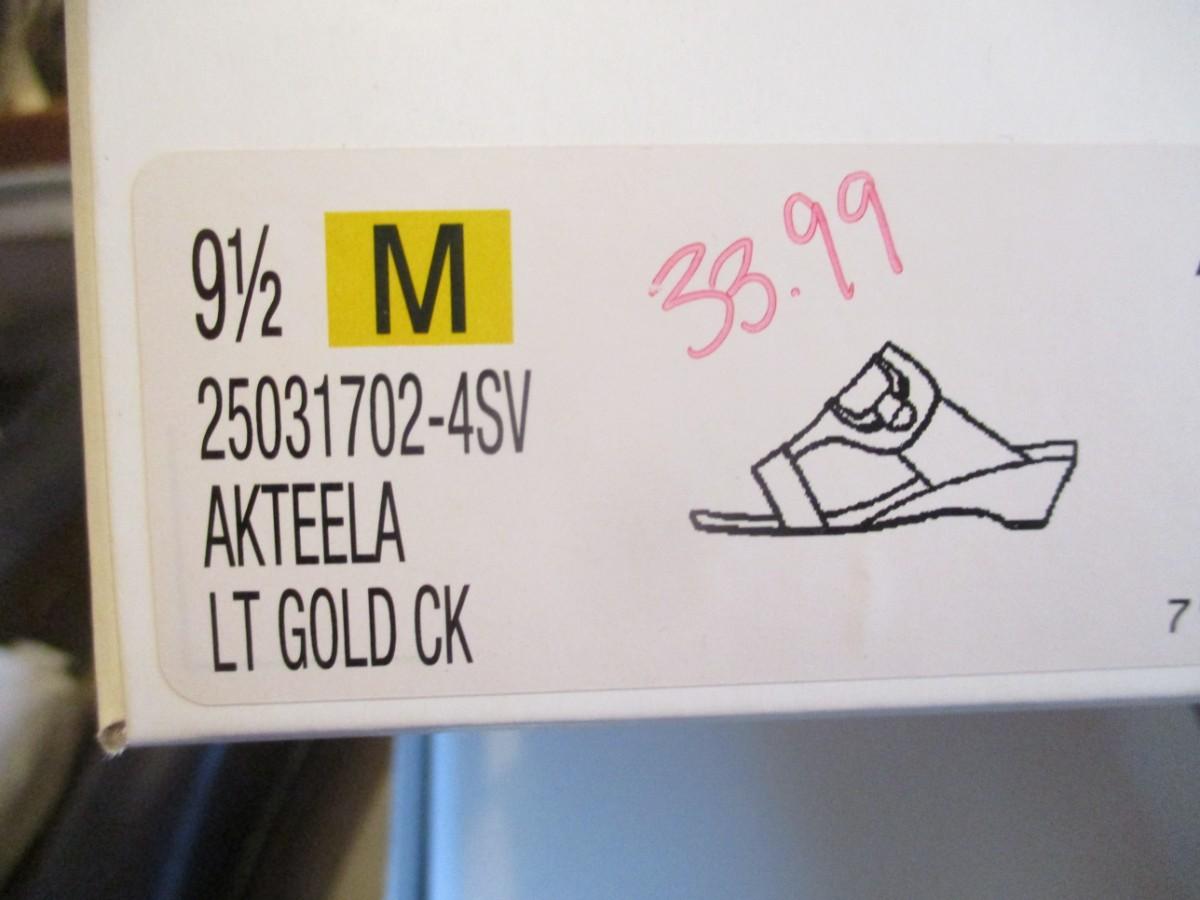 9½ M
33.99
25031702-4SV
AKTEELA
LT GOLD CK
7